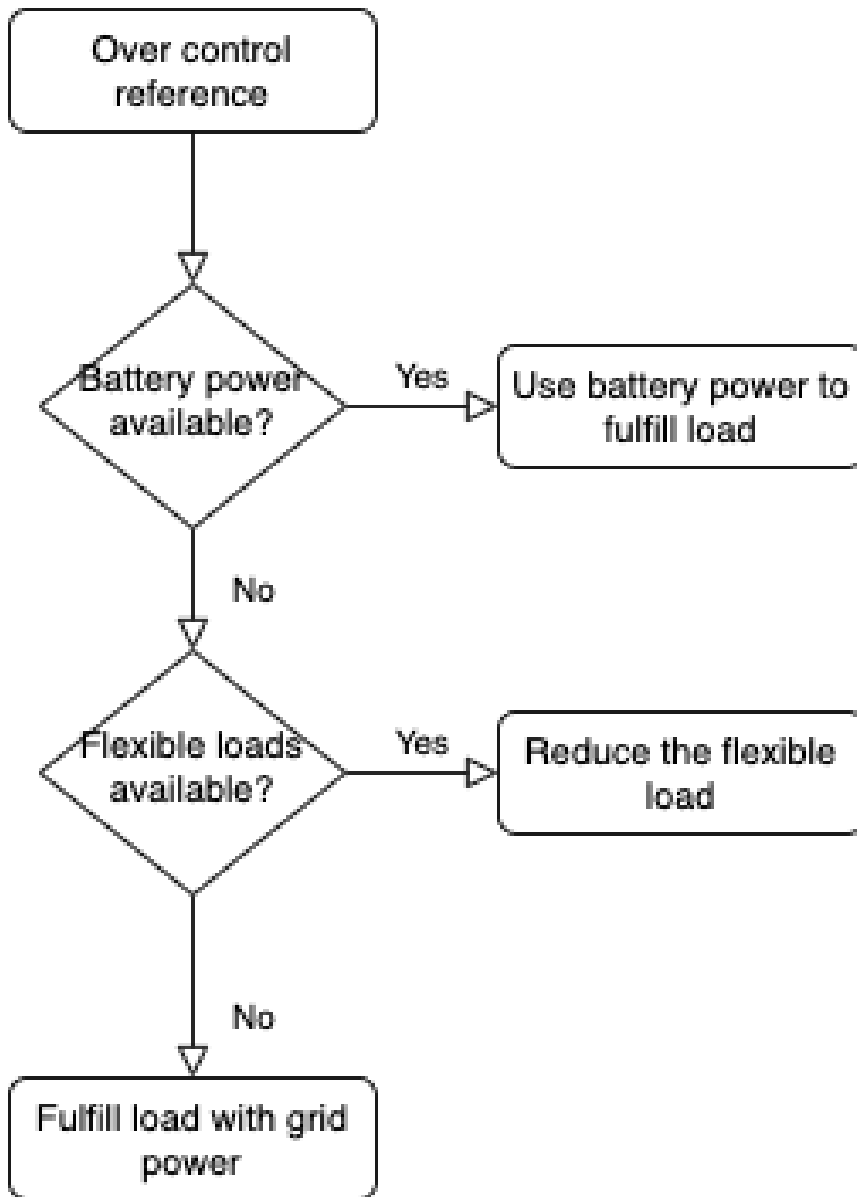 Over control
reference
Battery power
available?
Yes
Use battery power to
fulfill load
No
Flexible loads
available?
Yes
Reduce the flexible
load
No
Fulfill load with grid
power